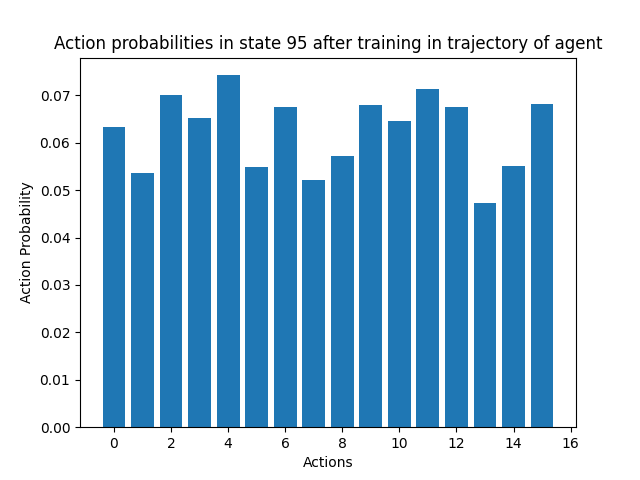 Action probabilities in state 95 after training in trajectory of agent
0.07
0.06
0.05
0.04
0.03
0.02
0.01
0.00
Action Probability
0 2 4 6 8 10 12 14 16
Actions